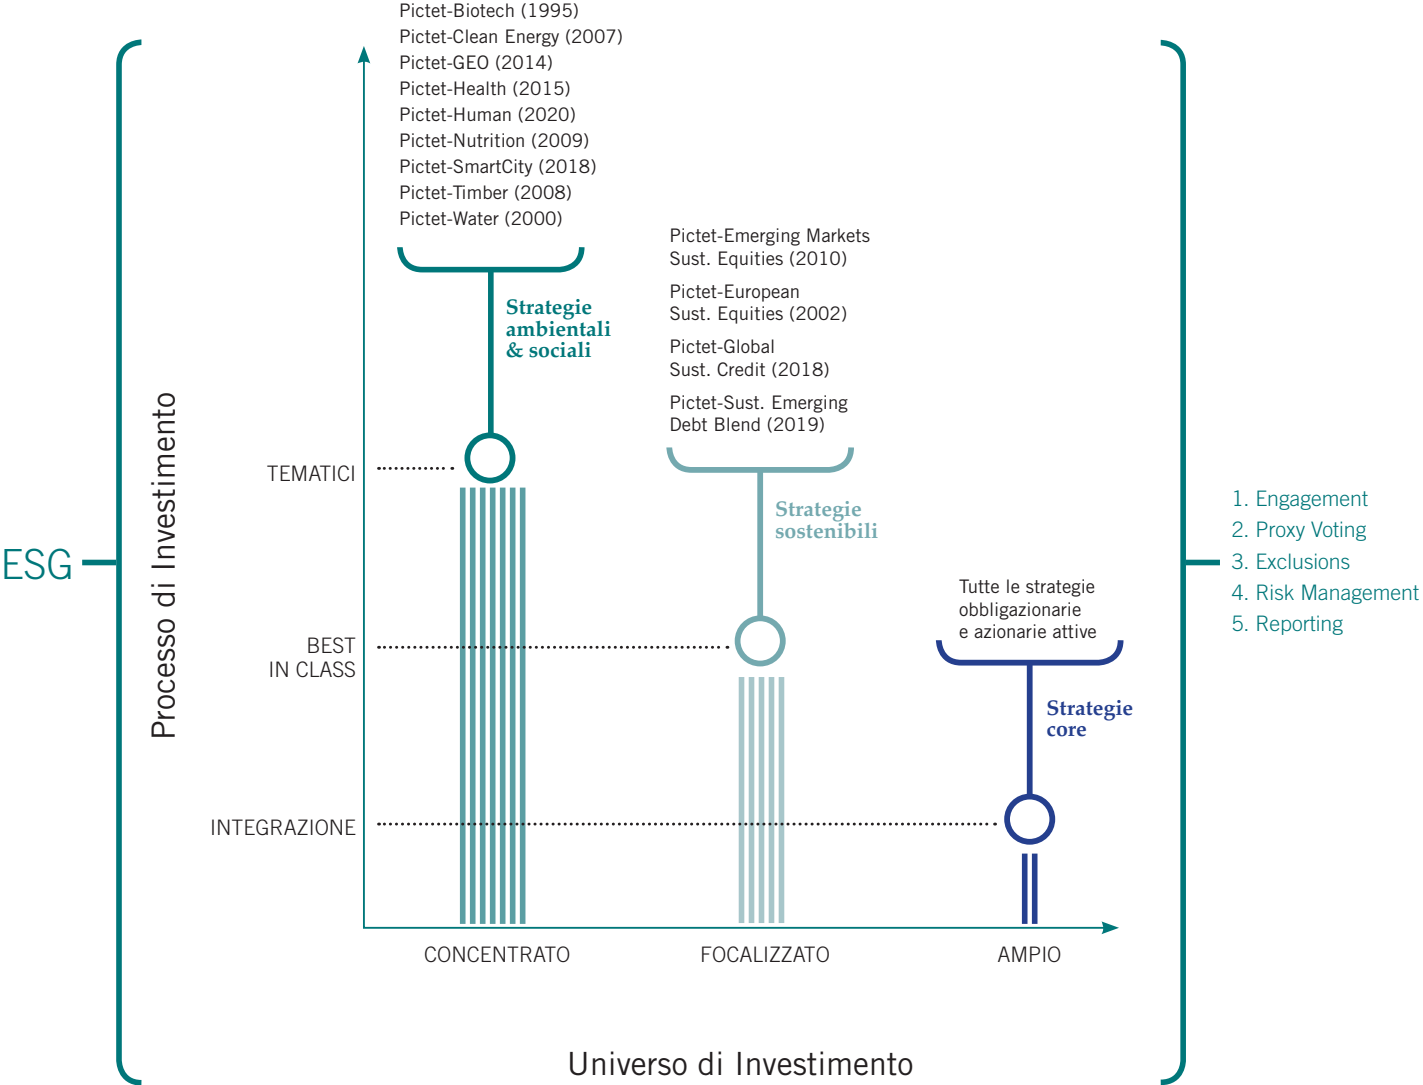 Pictet-Biotech (1995)
Pictet-Clean Energy (2007)
Pictet-GEO (2014)
Pictet-Health (2015)
Pictet-Human (2020)
Pictet-Nutrition (2009)
Pictet-SmartCity (2018)
Pictet-Timber (2008)
Pictet-Water (2000)
Strategie
ambientali
& sociali
Pictet-Emerging Markets
Sust. Equities (2010)
Pictet-European
Sust. Equities (2002)
Pictet-Global
Sust. Credit (2018)
Pictet-Sust. Emerging
Debt Blend (2019)
Strategie
sostenibili
Tutte le strategie
obbligazionarie
e azionarie attive
Strategie
core
ESG
Processo di Investimento
TEMATICI
BEST
IN CLASS
INTEGRAZIONE
CONCENTRATO
FOCALIZZATO
AMPIO
Universo di Investimento
1. Engagement
2. Proxy Voting
3. Exclusions
4. Risk Management
5. Reporting